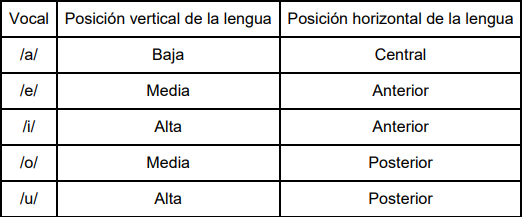 Vocal Posición vertical de la lengua Posición horizontal de la lengua
/a/ Baja Central
/e/ Media Anterior
/i/ Alta Anterior
/o/ Media Posterior
/u/ Alta Posterior